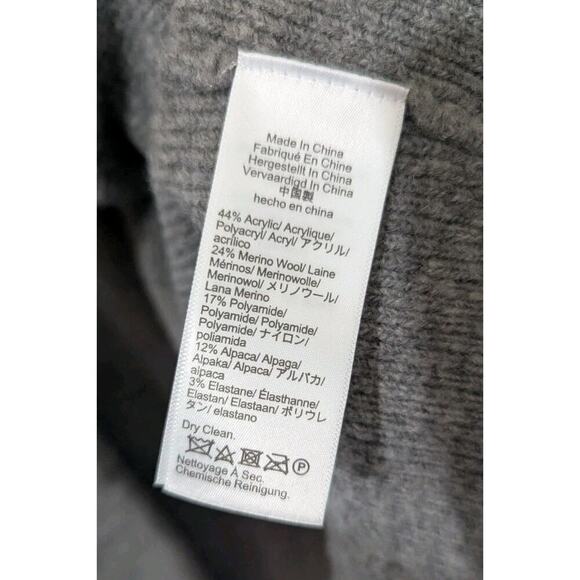 Made In China
Fabriqué En Chine
Hergestellt In China
Vervaardigd In China
中国製
hecho en china
44% Acrylic/ Acrylique/
Polyacryl/ Acryl/ アクリル/
acrílico
24% Merino Wool/ Laine
Mérinos/ Merinowolle/
Merinowol/ メリノウール/
Lana Merino
17% Polyamide/
Polyamide/ Polyamide/
Polyamide/ ナイロン/
poliamida
12% Alpaca/ Alpaga/
Alpaka/ Alpaca/ アルパカ/
alpaca
3% Elastane/ Élasthanne/
Elastan/ Elastaan/ ポリウレ
タン/ elastano
Dry Clean.
P
Nettoyage À Sec.
Chemische Reinigung.